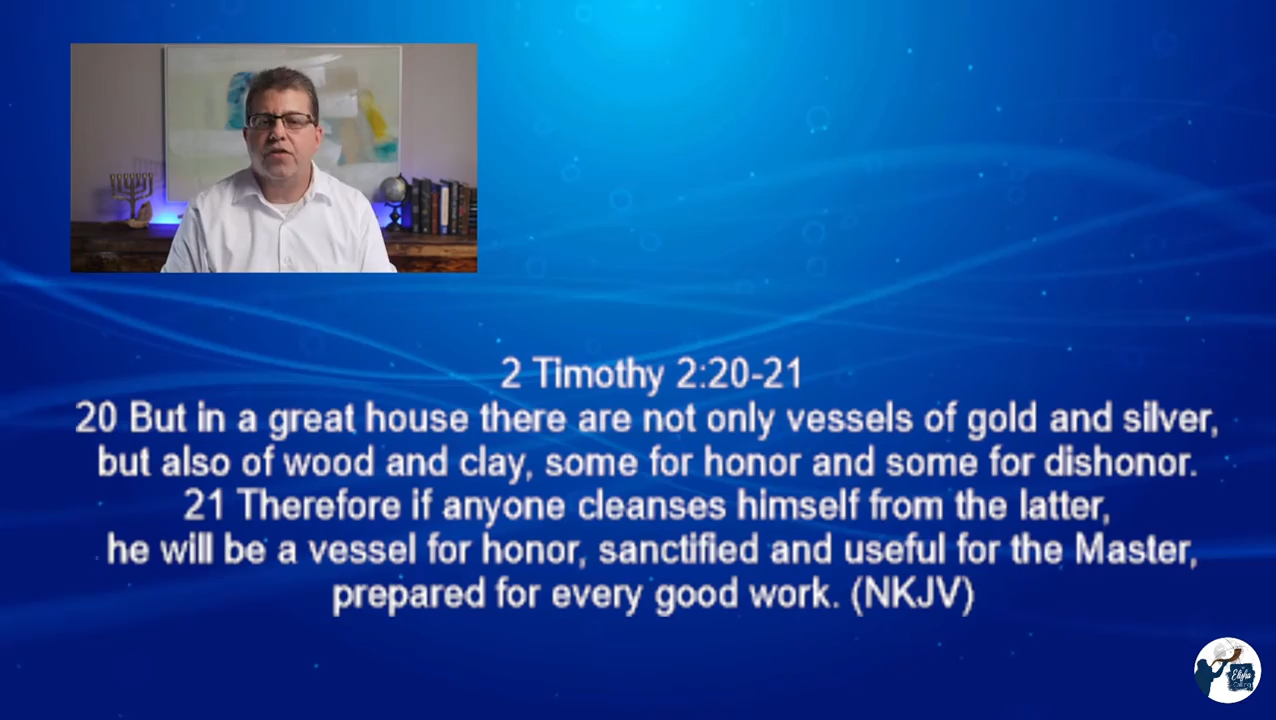 2 Timothy 2:20-21
20 But in a great house there are not only vessels of gold and silver,
but also of wood and clay, some for honor and some for dishonor.
21 Therefore if anyone cleanses himself from the latter,
he will be a vessel for honor, sanctified and useful for the Master,
prepared for every good work. (NKJV)
Elijha